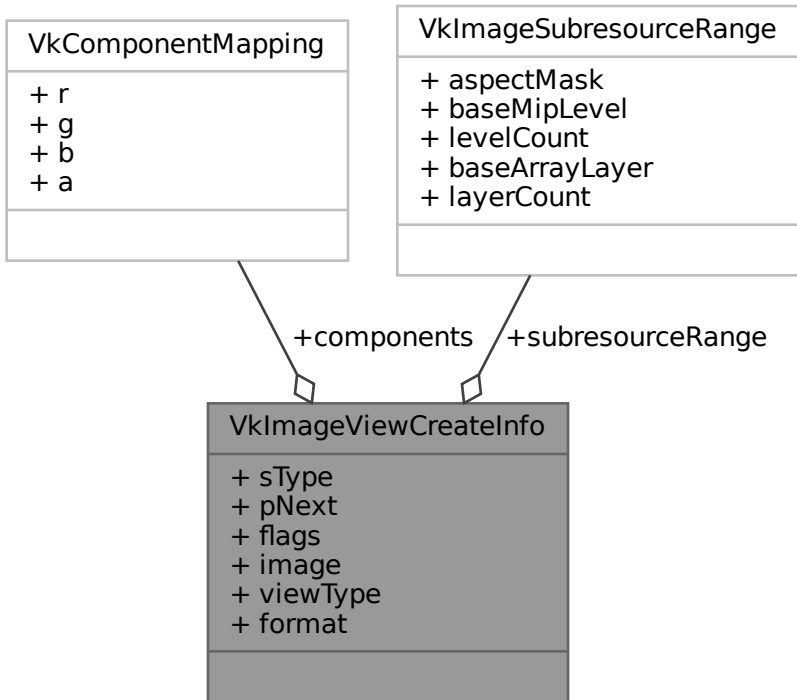 VkComponentMapping
+ r
+ g
+ b
+ a
VkImageSubresourceRange
+ aspectMask
+ baseMipLevel
+ levelCount
+ baseArrayLayer
+ layerCount
+components
+subresourceRange
VkImageViewCreateInfo
+ sType
+ pNext
+ flags
+ image
+ viewType
+ format